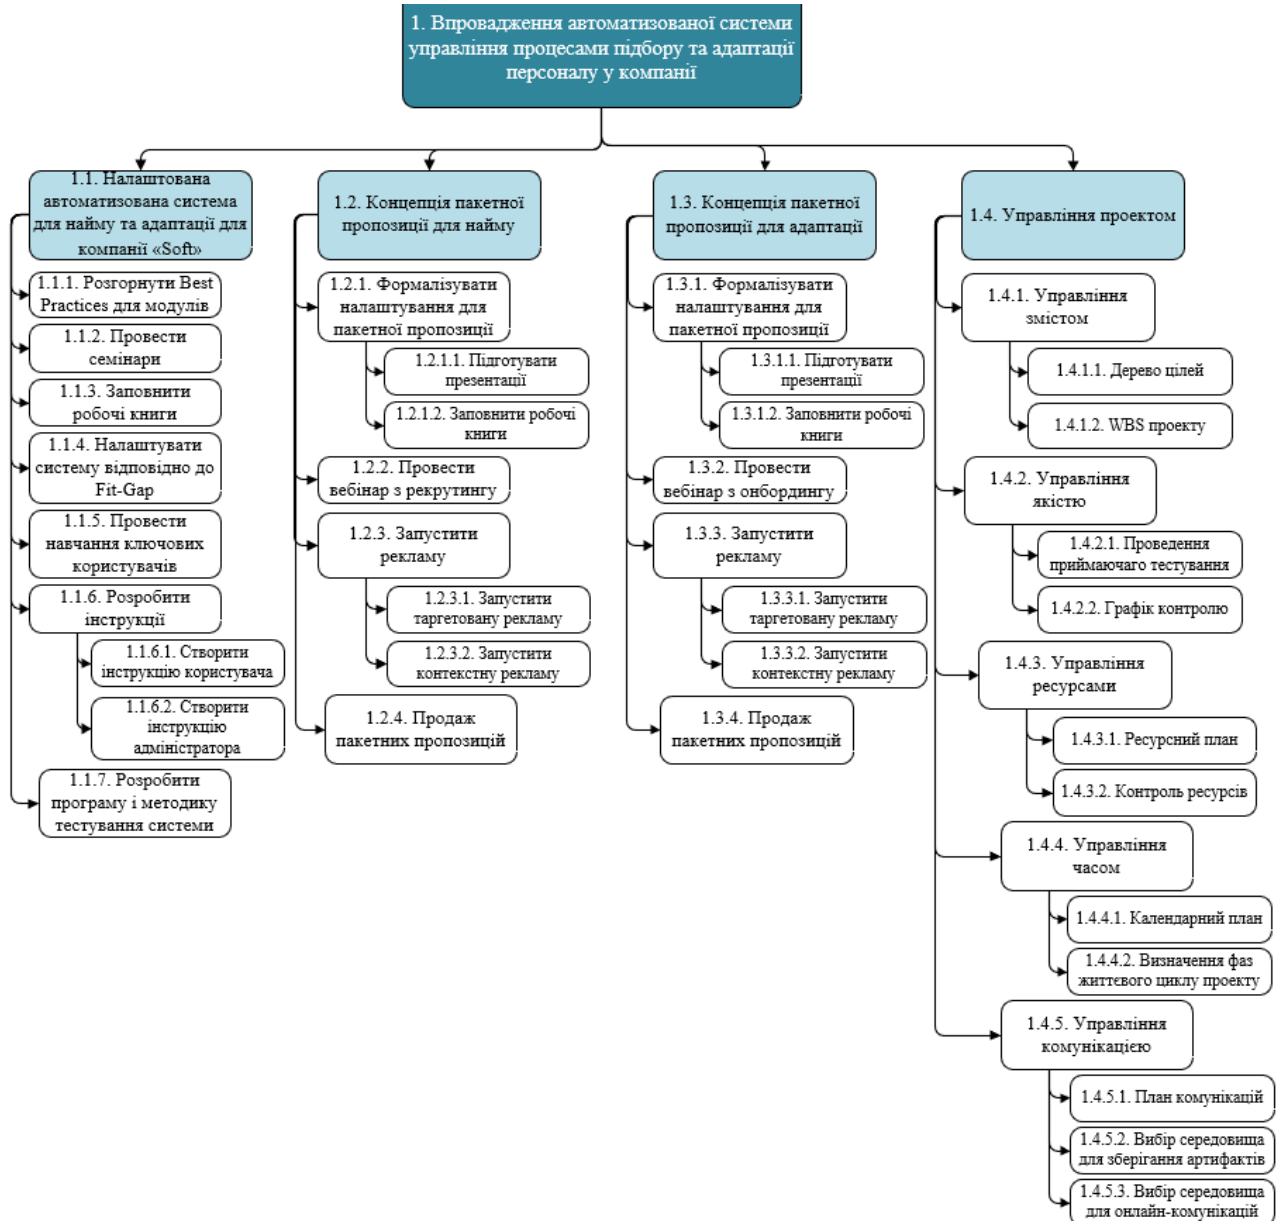 1. Впровадження автоматизованої системи
управління процесами підбору та адаптації
персоналу у компанії
1.1. Налаштована
автоматизована система
для найму та адаптації для
компанії «Soft»
1.1.1. Розгорнути Best
Practices для модулів
1.1.2. Провести
семінари
1.1.3. Заповнити
робочі книги
1.1.4. Налаштувати
систему відповідно до
Fit-Gap
1.1.5. Провести
навчання ключових
користувачів
1.1.6. Розробити
інструкції
1.1.6.1. Створити
інструкцію користувача
1.1.6.2. Створити
інструкцію
адміністратора
1.1.7. Розробити
програму і методику
тестування системи
1.2. Концепція пакетної
пропозиції для найму
1.2.1. Формалізувати
налаштування для
пакетної пропозиції
1.2.1.1. Підготувати
презентації
1.2.1.2. Заповнити робочі
книги
1.2.2. Провести
вебінар з рекрутингу
1.2.3. Запустити
рекламу
1.2.3.1. Запустити
таргетовану рекламу
1.2.3.2. Запустити
контекстну рекламу
1.2.4. Продаж
пакетних пропозицій
1.3. Концепція пакетної
пропозиції для адаптації
1.3.1. Формалізувати
налаштування для
пакетної пропозиції
1.3.1.1. Підготувати
презентації
1.3.1.2. Заповнити робочі
книги
1.3.2. Провести
вебінар з онбордингу
1.3.3. Запустити
рекламу
1.3.3.1. Запустити
таргетовану рекламу
1.3.3.2. Запустити
контекстну рекламу
1.3.4. Продаж
пакетних пропозицій
1.4. Управління проектом
1.4.1. Управління
змістом
1.4.1.1. Дерево цілей
1.4.1.2. WBS проекту
1.4.2. Управління
якістю
1.4.2.1. Проведення
приймаючаго тестування
1.4.2.2. Графік контролю
1.4.3. Управління
ресурсами
1.4.3.1. Ресурсний план
1.4.3.2. Контроль ресурсів
1.4.4. Управління
часом
1.4.4.1. Календарний план
1.4.4.2. Визначення фаз
життєвого циклу проекту
1.4.5. Управління
комунікацією
1.4.5.1. План комунікацій
1.4.5.2. Вибір середовища
для зберігання артифактів
1.4.5.3. Вибір середовища
для онлайн-комунікацій